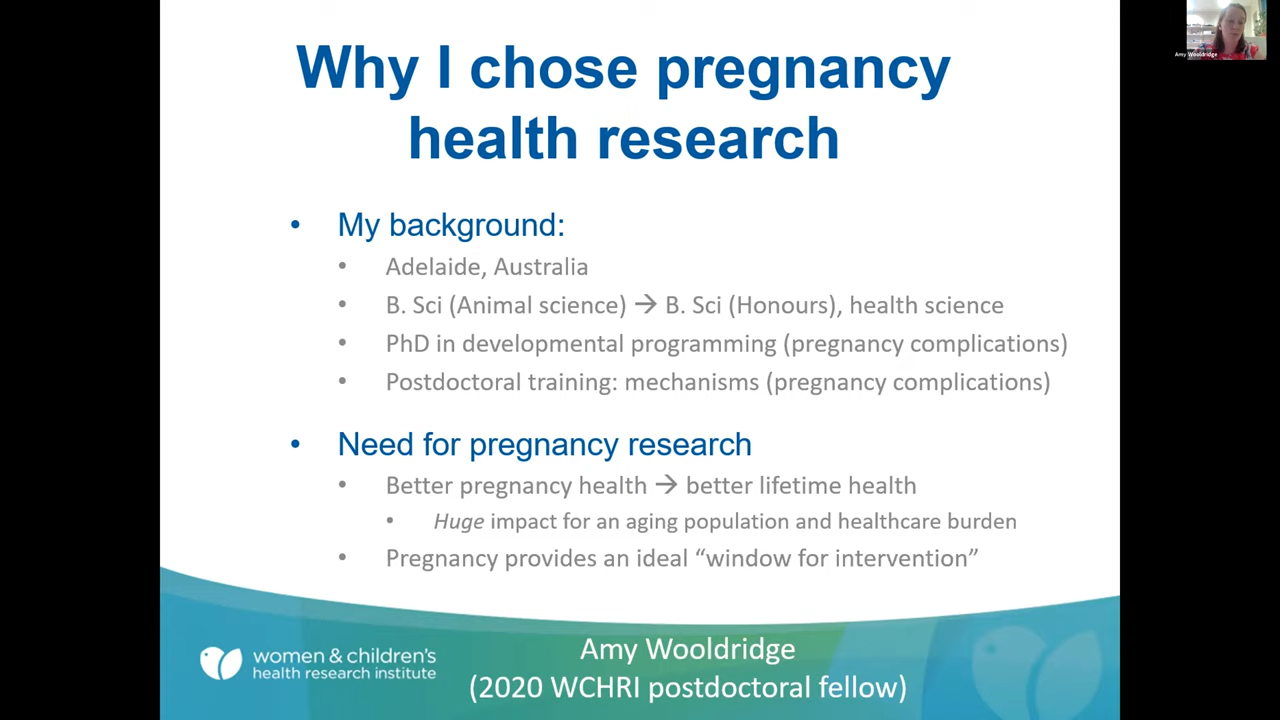 Why I chose pregnancy
health research
• My background:
• Adelaide, Australia
• B. Sci (Animal science) → B. Sci (Honours), health science
• PhD in developmental programming (pregnancy complications)
• Postdoctoral training: mechanisms (pregnancy complications)
• Need for pregnancy research
• Better pregnancy health → better lifetime health
• Huge impact for an aging population and healthcare burden
• Pregnancy provides an ideal “window for intervention”
women & children's
health research institute
Amy Wooldridge
(2020 WCHRI postdoctoral fellow)
Amy Wooldridge